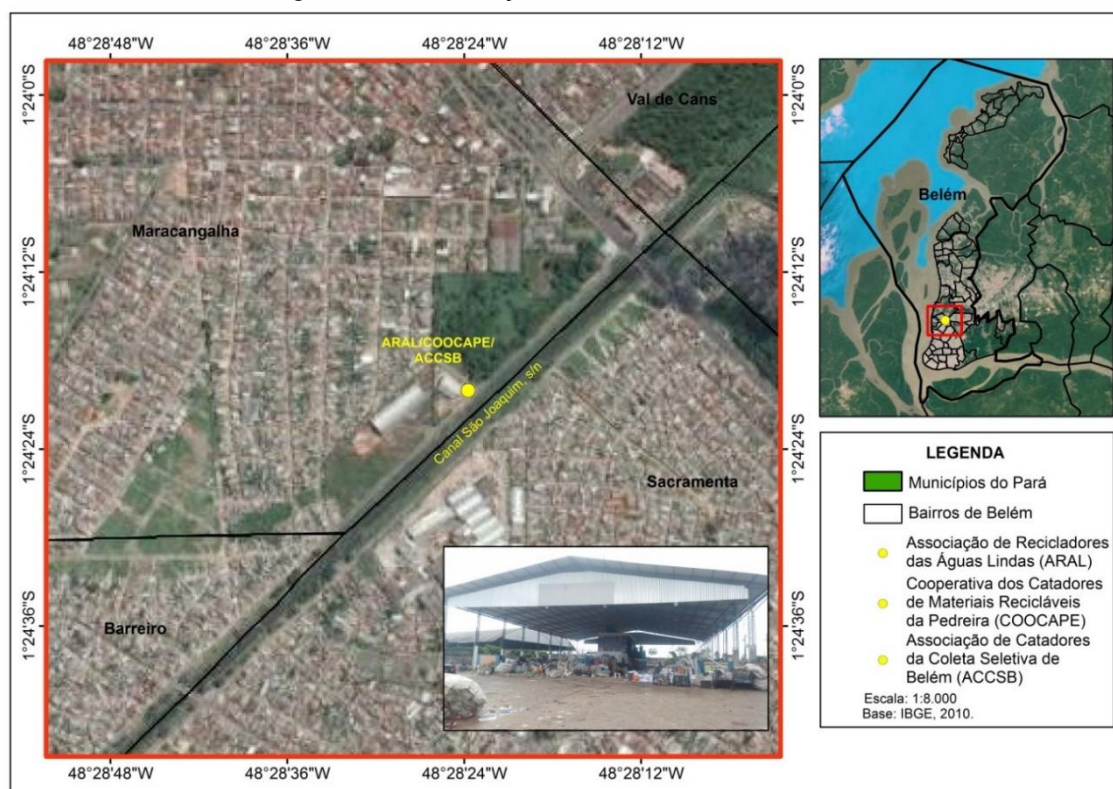 48°28'48"W
48°28'36"W
48°28'24"W
48°28'12"W
1°24'0"S
1°24'12"S
1°24'24"S
1°24'36"S
Val de Cans
Maracangalha
ARAL/COOCAPE/
ACCSB
Canal São Joaquim, s/n
Sacramenta
Barreiro
1°24'0"S
1°24'12"S
1°24'24"S
1°24'36"S
48°28'48"W
48°28'36"W
48°28'24"W
48°28'12"W
Belém
LEGENDA
Municípios do Pará
Bairros de Belém
Associação de Recicladores
das Águas Lindas (ARAL)
Cooperativa dos Catadores
de Materiais Recicláveis
da Pedreira (COOCAPE)
Associação de Catadores
da Coleta Seletiva de
Belém (ACCSB)
Escala: 1:8.000
Base: IBGE, 2010.